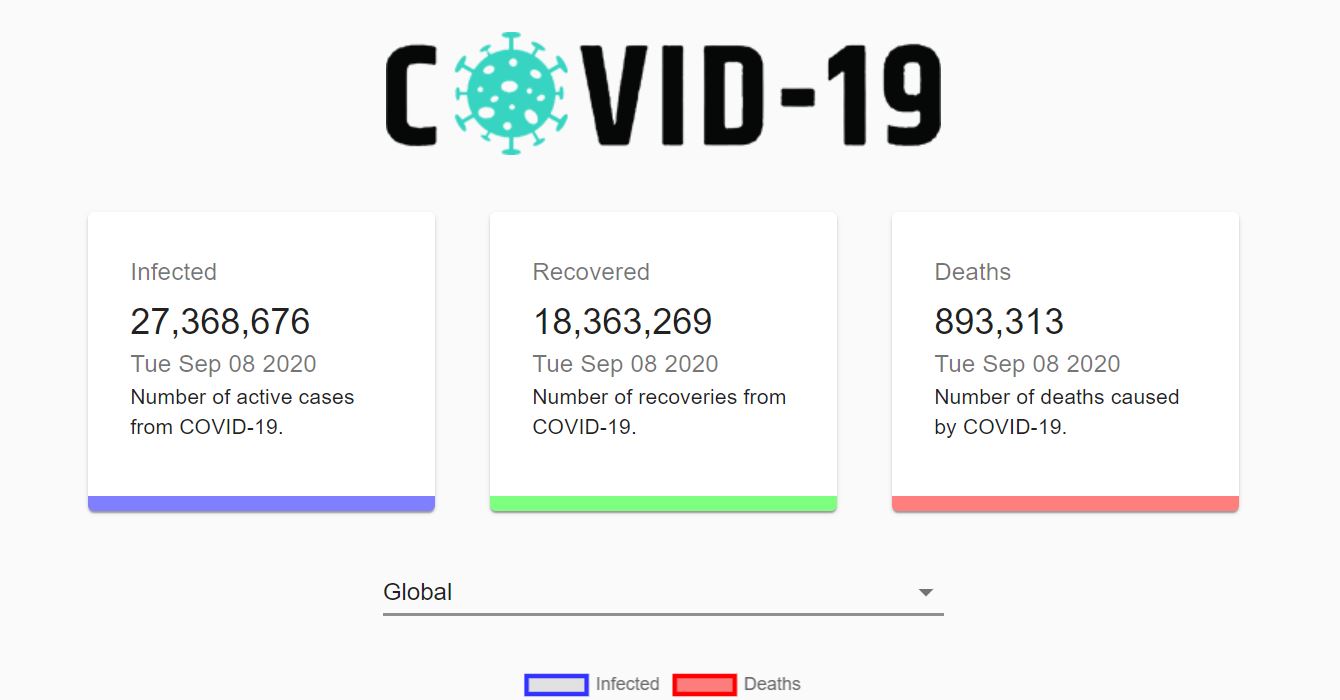 COVID-19
Infected
27,368,676
Tue Sep 08 2020
Number of active cases
from COVID-19.
Recovered
18,363,269
Tue Sep 08 2020
Number of recoveries from
COVID-19.
Deaths
893,313
Tue Sep 08 2020
Number of deaths caused
by COVID-19.
Global
Infected Deaths